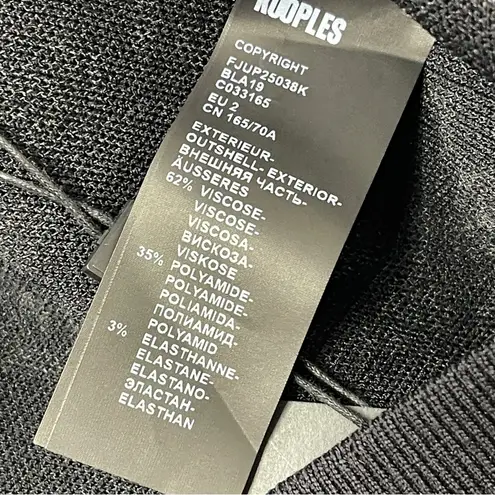 KOOPLES
COPYRIGHT
FJUP25038K
BLA19
C033165
EU 2
CN 165/70A
EXTERIEUR-
OUTSHELL- EXTERIOR-
ВНЕШНЯЯ ЧАСТЬ-
ÄUSSERES
62% VISCOSE-
VISCOSE-
VISCOSA-
ВИСКОЗА-
VISKOSE
35% POLYAMIDE-
POLYAMIDE-
POLIAMIDA-
ПОЛИАМИД-
POLYAMID
3% ELASTHANNE-
ELASTANE-
ELASTANO-
ЭЛАСТАН-
ELASTHAN